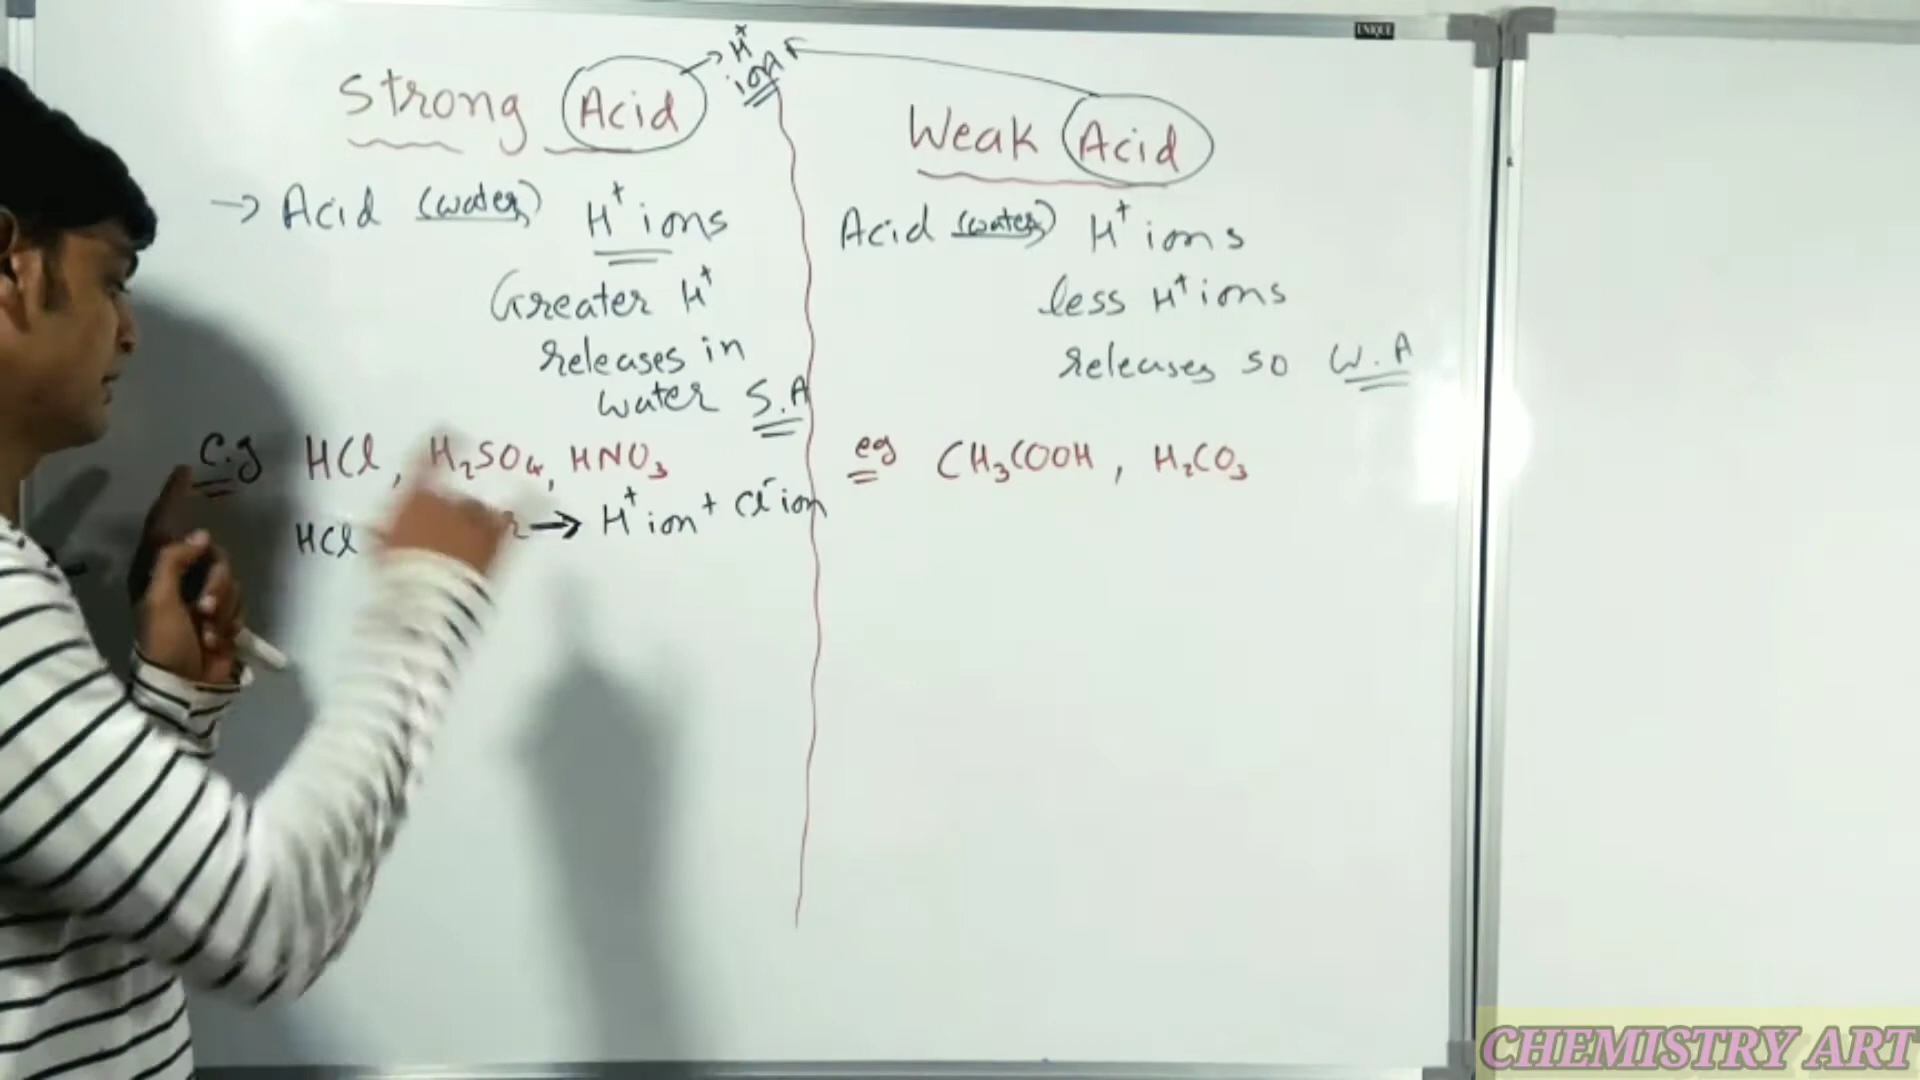 UNIQUE
Strong Acid → H⁺ ion
→ Acid (water) H⁺ ions
Greater H⁺
releases in
water S.A
e.g HCl, H₂SO₄, HNO₃
HCl → H⁺ ion + Cl⁻ ion
Weak Acid
Acid (water) H⁺ ions
less H⁺ ions
releases so W.A
eg CH₃COOH, H₂CO₃
CHEMISTRY ART